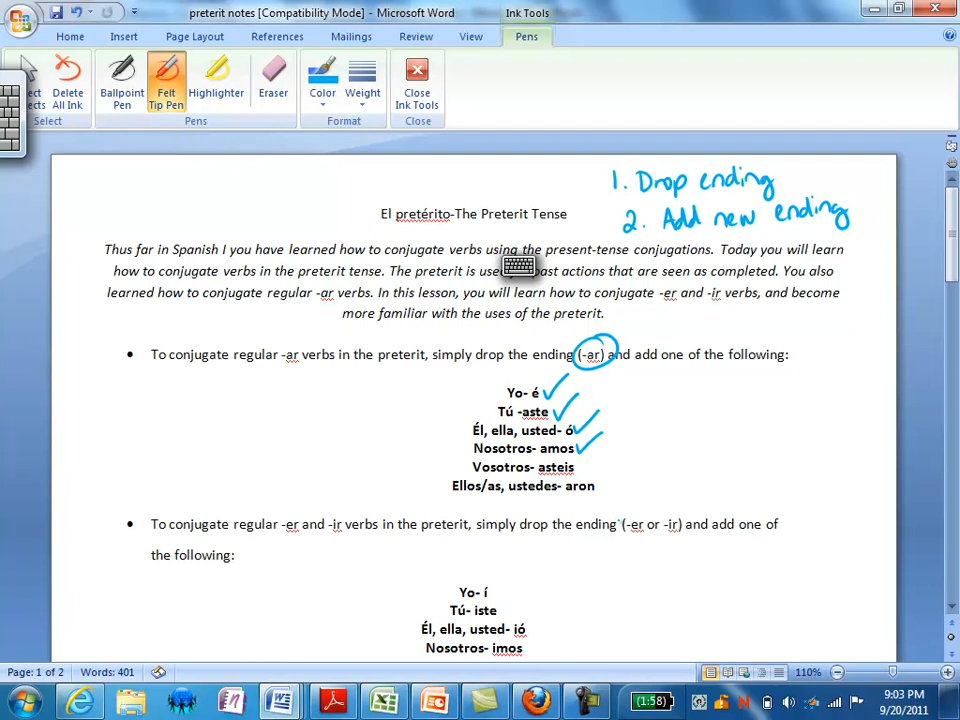 preterit notes [Compatibility Mode] - Microsoft Word
Ink Tools
Home Insert Page Layout References Mailings Review View Pens
Delete All Ink
Ballpoint Pen
Felt Tip Pen
Highlighter
Eraser
Color
Weight
Close Ink Tools
Select Pens Format Close
1. Drop ending
2. Add new ending
El pretérito-The Preterit Tense
Thus far in Spanish I you have learned how to conjugate verbs using the present-tense conjugations. Today you will learn
how to conjugate verbs in the preterit tense. The preterit is past actions that are seen as completed. You also
learned how to conjugate regular -ar verbs. In this lesson, you will learn how to conjugate -er and -ir verbs, and become
more familiar with the uses of the preterit.
• To conjugate regular -ar verbs in the preterit, simply drop the ending (-ar) and add one of the following:
Yo- é
Tú -aste
Él, ella, usted- ó
Nosotros- amos
Vosotros- asteis
Ellos/as, ustedes- aron
• To conjugate regular -er and -ir verbs in the preterit, simply drop the ending (-er or -ir) and add one of
the following:
Yo- í
Tú- iste
Él, ella, usted- ió
Nosotros- imos
Page: 1 of 2 Words: 401 110%
(1:58)
9:03 PM
9/20/2011